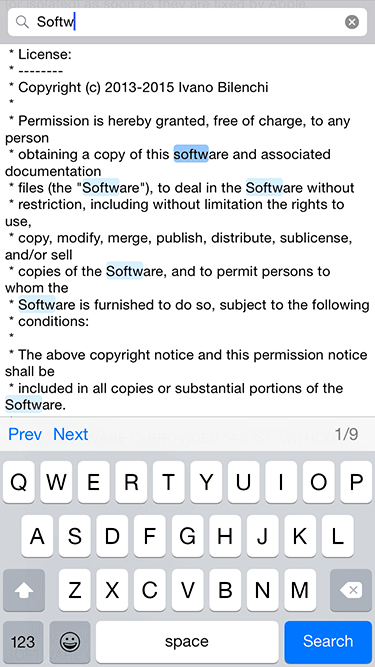 Softw
* License:
* --------
* Copyright (c) 2013-2015 Ivano Bilenchi
*
* Permission is hereby granted, free of charge, to any
person
* obtaining a copy of this software and associated
documentation
* files (the "Software"), to deal in the Software without
* restriction, including without limitation the rights to
use,
* copy, modify, merge, publish, distribute, sublicense,
and/or sell
* copies of the Software, and to permit persons to
whom the
* Software is furnished to do so, subject to the following
* conditions:
*
* The above copyright notice and this permission notice
shall be
* included in all copies or substantial portions of the
Software.
Prev Next 1/9
Q W E R T Y U I O P
A S D F G H J K L
Z X C V B N M
123 space Search